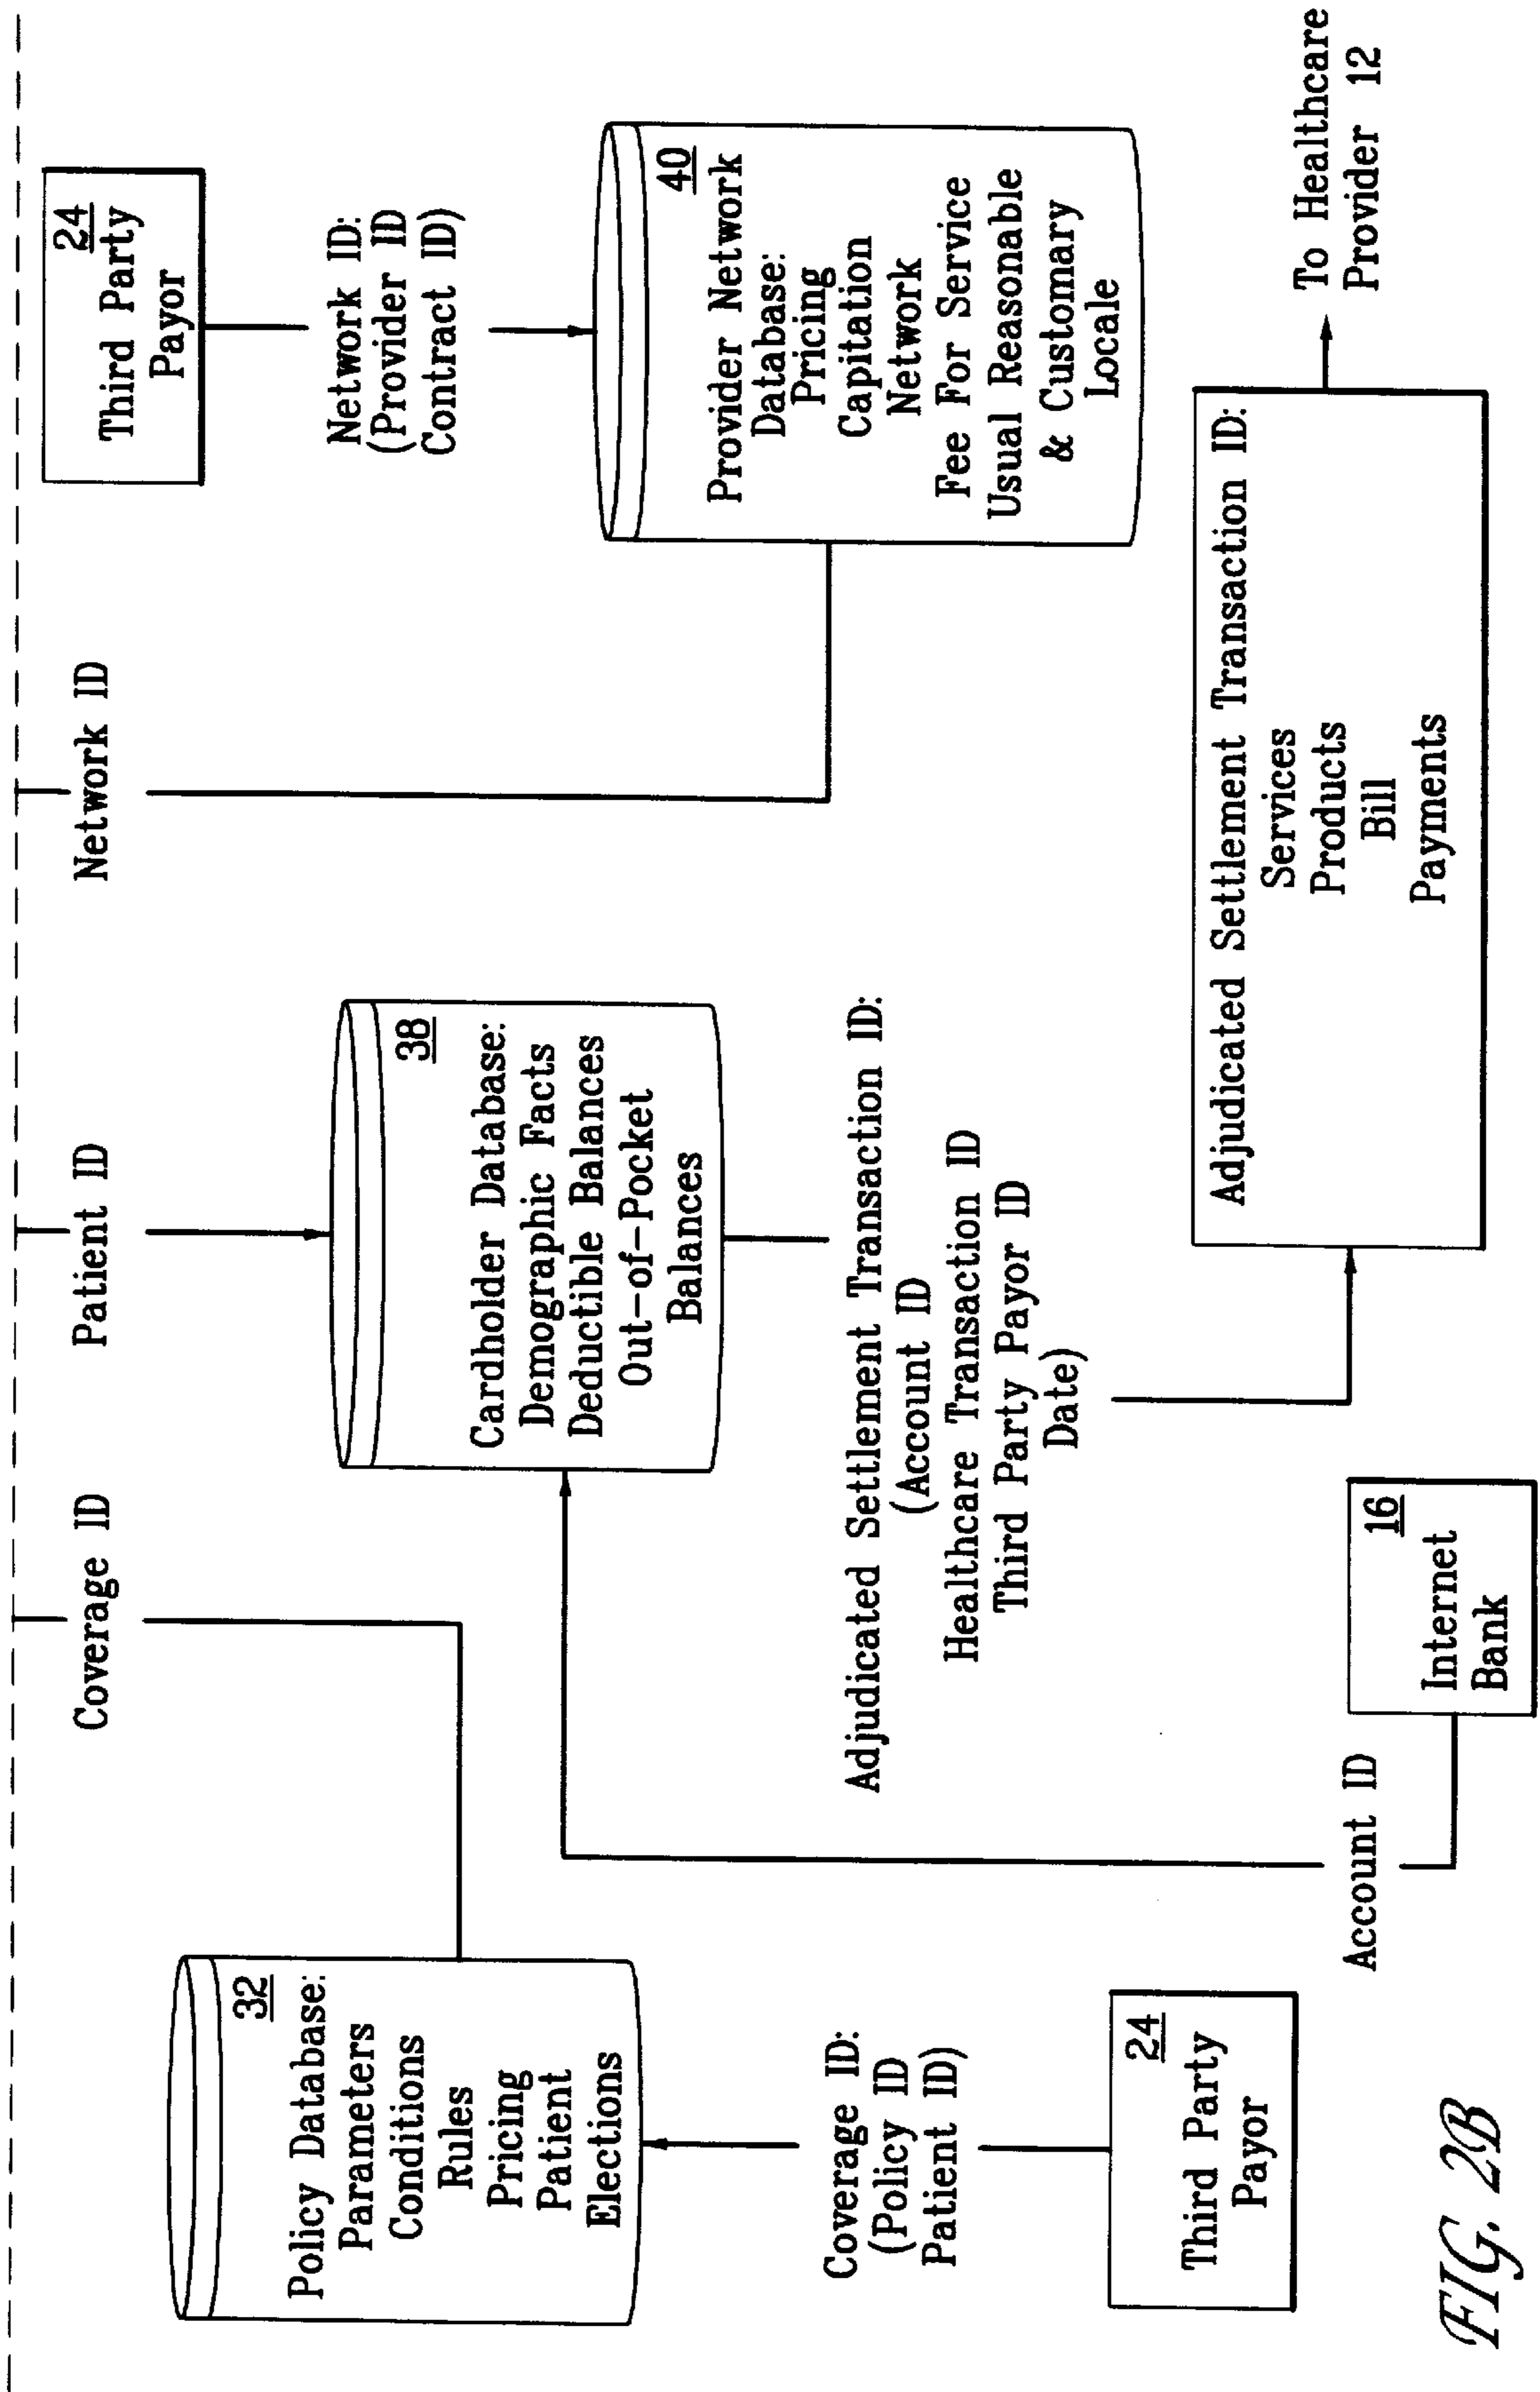 Coverage ID
Patient ID
Network ID
32
Policy Database:
Parameters
Conditions
Rules
Pricing
Patient
Elections
Coverage ID:
(Policy ID
Patient ID)
24
Third Party
Payor
38
Cardholder Database:
Demographic Facts
Deductible Balances
Out-of-Pocket
Balances
Adjudicated Settlement Transaction ID:
(Account ID
Healthcare Transaction ID
Third Party Payor ID
Date)
Account ID
16
Internet
Bank
24
Third Party
Payor
Network ID:
(Provider ID
Contract ID)
40
Provider Network
Database:
Pricing
Capitation
Network
Fee For Service
Usual Reasonable
& Customary
Locale
Adjudicated Settlement Transaction ID:
Services
Products
Bill
Payments
To Healthcare
Provider 12
FIG. 2B